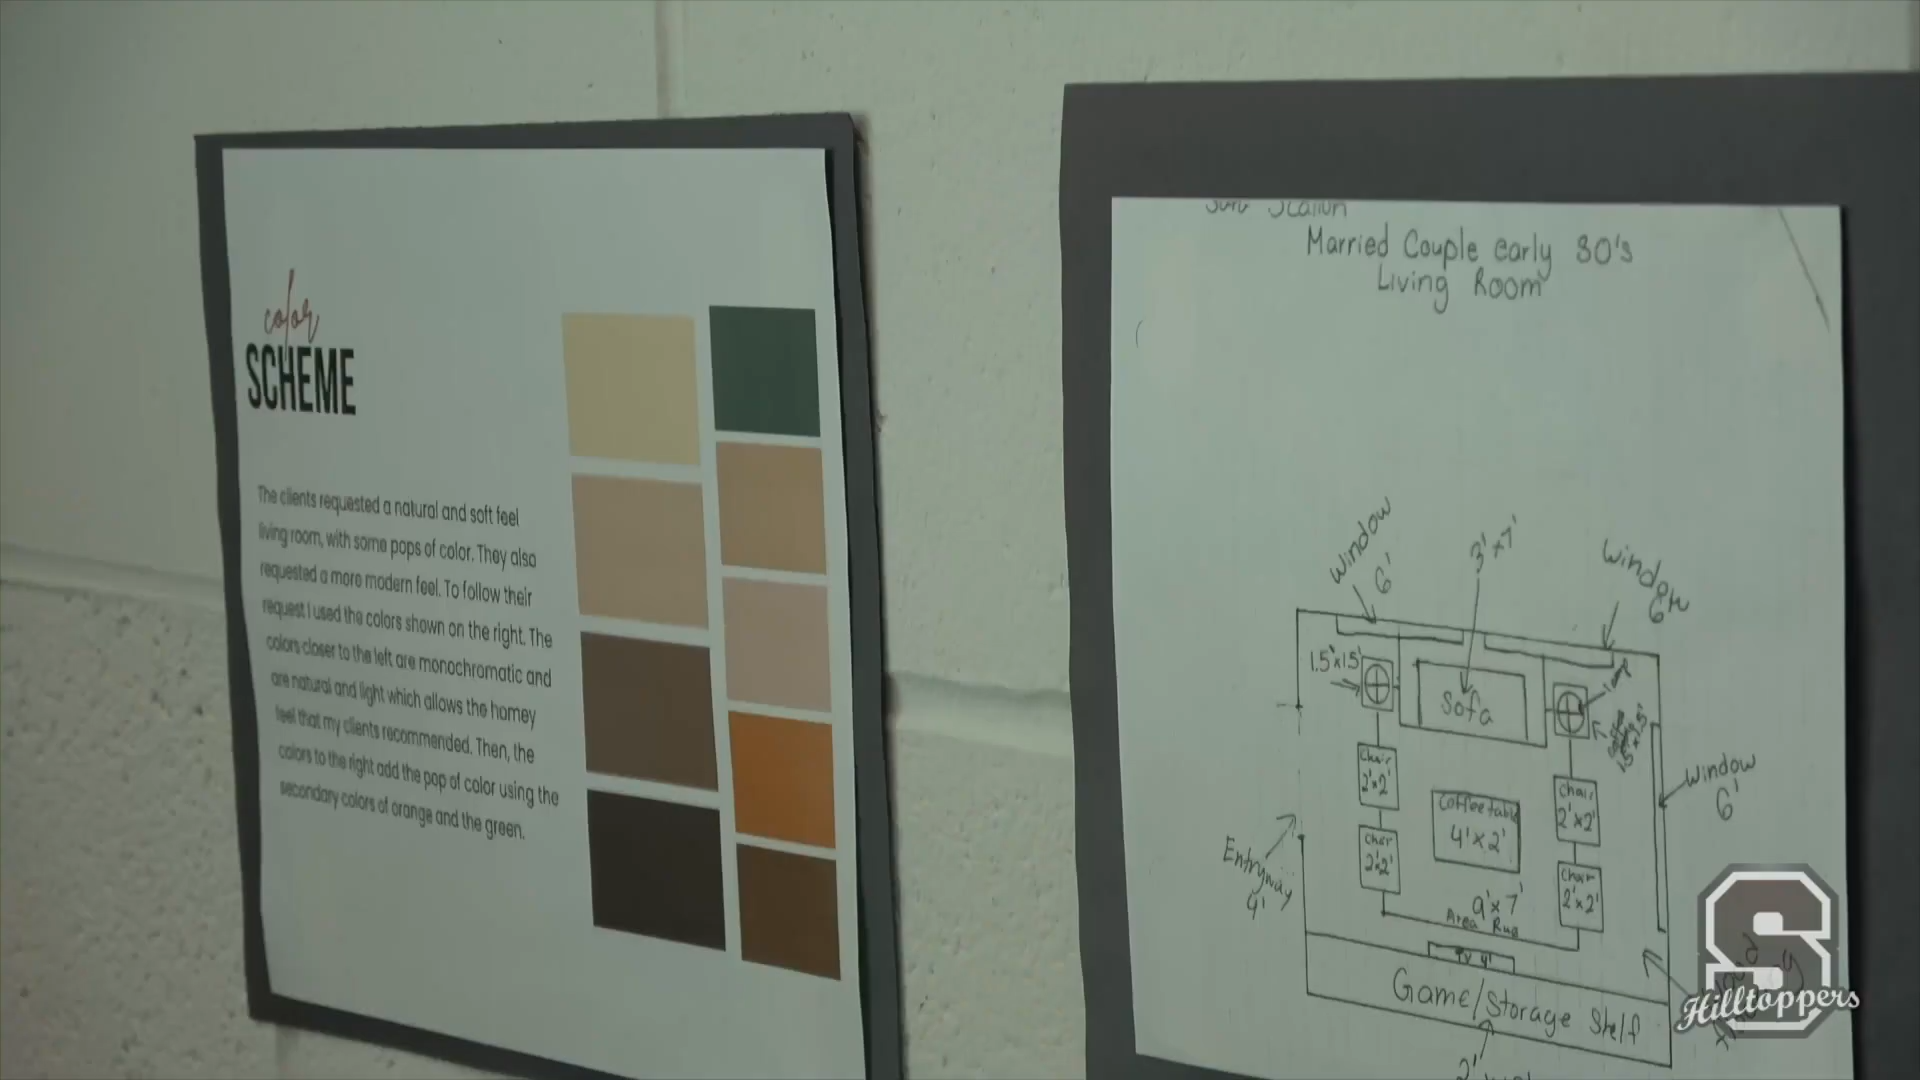 color
SCHEME
The clients requested a natural and soft feel
living room, with some pops of color. They also
requested a more modern feel. To follow their
request I used the colors shown on the right. The
colors closer to the left are monochromatic and
are natural and light which allows the homey
feel that my clients recommended. Then, the
colors to the right add the pop of color using the
secondary colors of orange and the green.
Married Couple early 30's
Living Room
Window
6'
3'x7'
Window
6'
1.5'x1.5'
Sofa
lamp
1.5'x1.5'
Chair
2'x2'
Chair
2'x2'
Coffee table
4'x2'
Chair
2'x2'
Chair
2'x2'
Window
6'
Entryway
4'
9'x7'
Area Rug
TV 4'
Game/Storage Shelf
2'
S
Hilltoppers